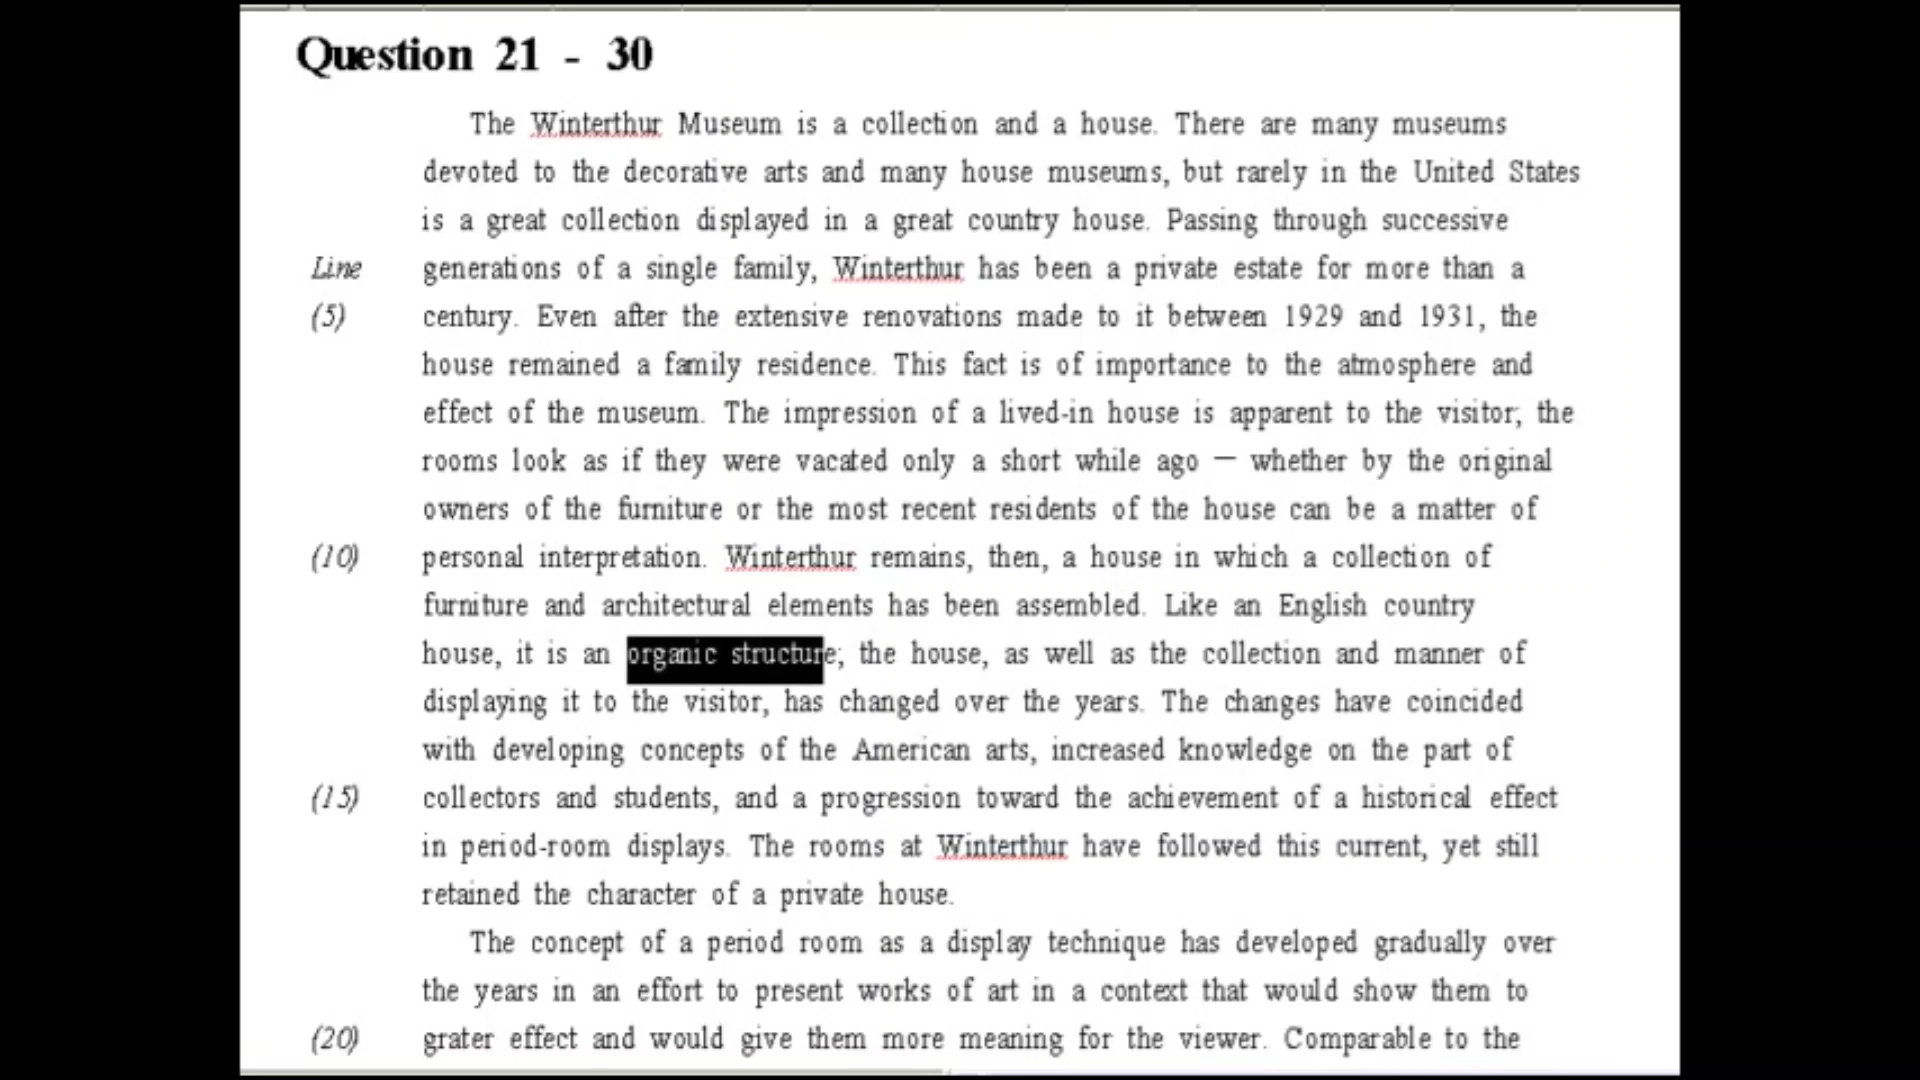 Question 21 - 30
The Winterthur Museum is a collection and a house. There are many museums
devoted to the decorative arts and many house museums, but rarely in the United States
is a great collection displayed in a great country house. Passing through successive
Line generations of a single family, Winterthur has been a private estate for more than a
(5) century. Even after the extensive renovations made to it between 1929 and 1931, the
house remained a family residence. This fact is of importance to the atmosphere and
effect of the museum. The impression of a lived-in house is apparent to the visitor; the
rooms look as if they were vacated only a short while ago — whether by the original
owners of the furniture or the most recent residents of the house can be a matter of
(10) personal interpretation. Winterthur remains, then, a house in which a collection of
furniture and architectural elements has been assembled. Like an English country
house, it is an organic structure; the house, as well as the collection and manner of
displaying it to the visitor, has changed over the years. The changes have coincided
with developing concepts of the American arts, increased knowledge on the part of
(15) collectors and students, and a progression toward the achievement of a historical effect
in period-room displays. The rooms at Winterthur have followed this current, yet still
retained the character of a private house.
The concept of a period room as a display technique has developed gradually over
the years in an effort to present works of art in a context that would show them to
(20) grater effect and would give them more meaning for the viewer. Comparable to the